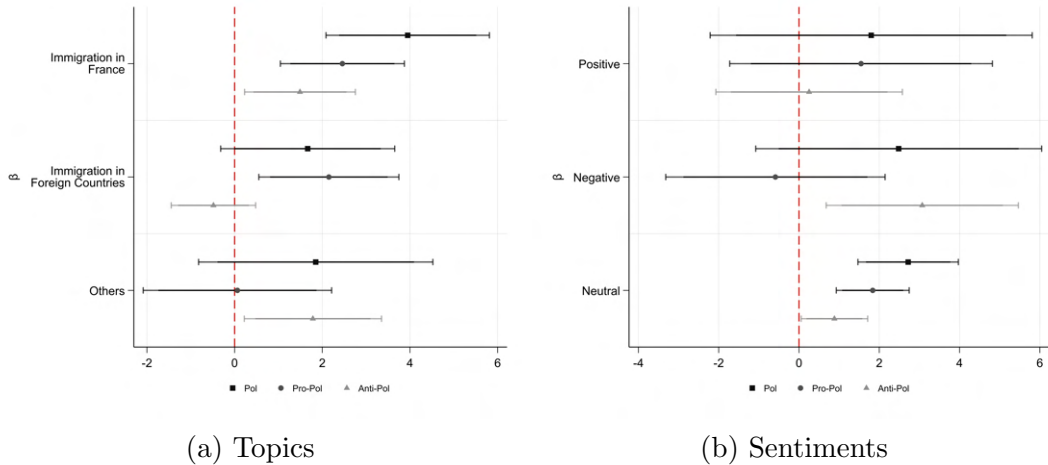 Immigration in
France
β
Immigration in
Foreign Countries
Others
-2 0 2 4 6
Pol Pro-Pol Anti-Pol
(a) Topics
Positive
β
Negative
Neutral
-4 -2 0 2 4 6
Pol Pro-Pol Anti-Pol
(b) Sentiments